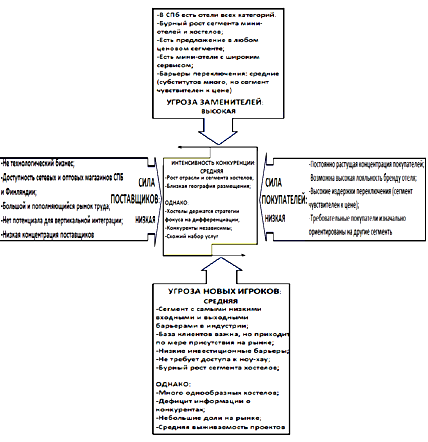 -В СПб есть отели всех категорий.
-Бурный рост сегмента мини-
отелей и хостелов;
-Есть предложение в любом
ценовом сегменте;
-Есть мини-отели с широким
сервисом;
-Барьеры переключения: средние
(субститутов много, но сегмент
чувствителен к цене)
УГРОЗА ЗАМЕНИТЕЛЕЙ:
ВЫСОКАЯ
-Не технологический бизнес;
-Доступность сетевых и оптовых магазинов СПБ
и Финляндии;
-Большой и пополняющийся рынок труда;
-Нет потенциала для вертикальной интеграции;
-Низкая концентрация поставщиков
СИЛА
ПОСТАВЩИКОВ:
НИЗКАЯ
ИНТЕНСИВНОСТЬ КОНКУРЕНЦИИ
СРЕДНЯЯ
-Рост отрасли и сегмента хостелов,
-Близкая география размещения;
ОДНАКО:
-Хостелы держатся стратегии
фокуса на дифференциации,
-Конкуренты независимы;
-Схожий набор услуг
СИЛА
ПОКУПАТЕЛЕЙ:
НИЗКАЯ
-Постоянно растущая концентрация покупателей;
Возможна высокая лояльность бренду отеля;
-Высокие издержки переключения (сегмент
чувствителен к цене);
-Требовательные покупатели изначально
ориентированы на другие сегменты
УГРОЗА НОВЫХ ИГРОКОВ:
СРЕДНЯЯ
-Сегмент с самыми низкими
входными и выходными
барьерами в индустрии;
-База клиентов важна, но приходит
по мере присутствия на рынке;
-Низкие инвестиционные барьеры;
-Не требует доступа к ноу-хау;
-Бурный рост сегмента хостелов;
ОДНАКО:
-Много однообразных хостелов;
-Дефицит информации о
конкурентах;
-Небольшие доли на рынке;
-Средняя выживаемость проектов